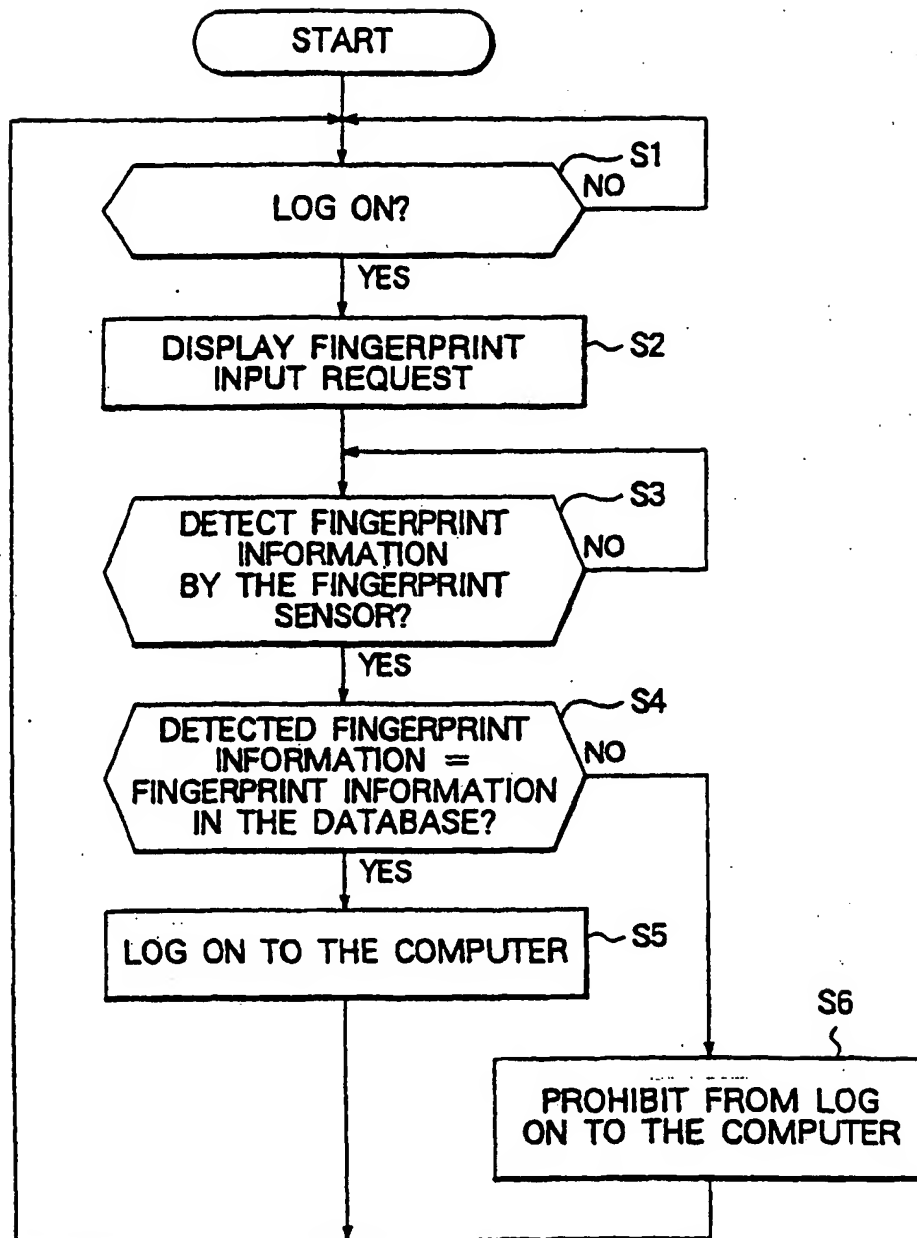 START
S1
NO
LOG ON?
YES
DISPLAY FINGERPRINT
INPUT REQUEST
S2
S3
DETECT FINGERPRINT
INFORMATION
BY THE FINGERPRINT
SENSOR?
NO
YES
S4
DETECTED FINGERPRINT
INFORMATION =
FINGERPRINT INFORMATION
IN THE DATABASE?
NO
YES
LOG ON TO THE COMPUTER
S5
S6
PROHIBIT FROM LOG
ON TO THE COMPUTER